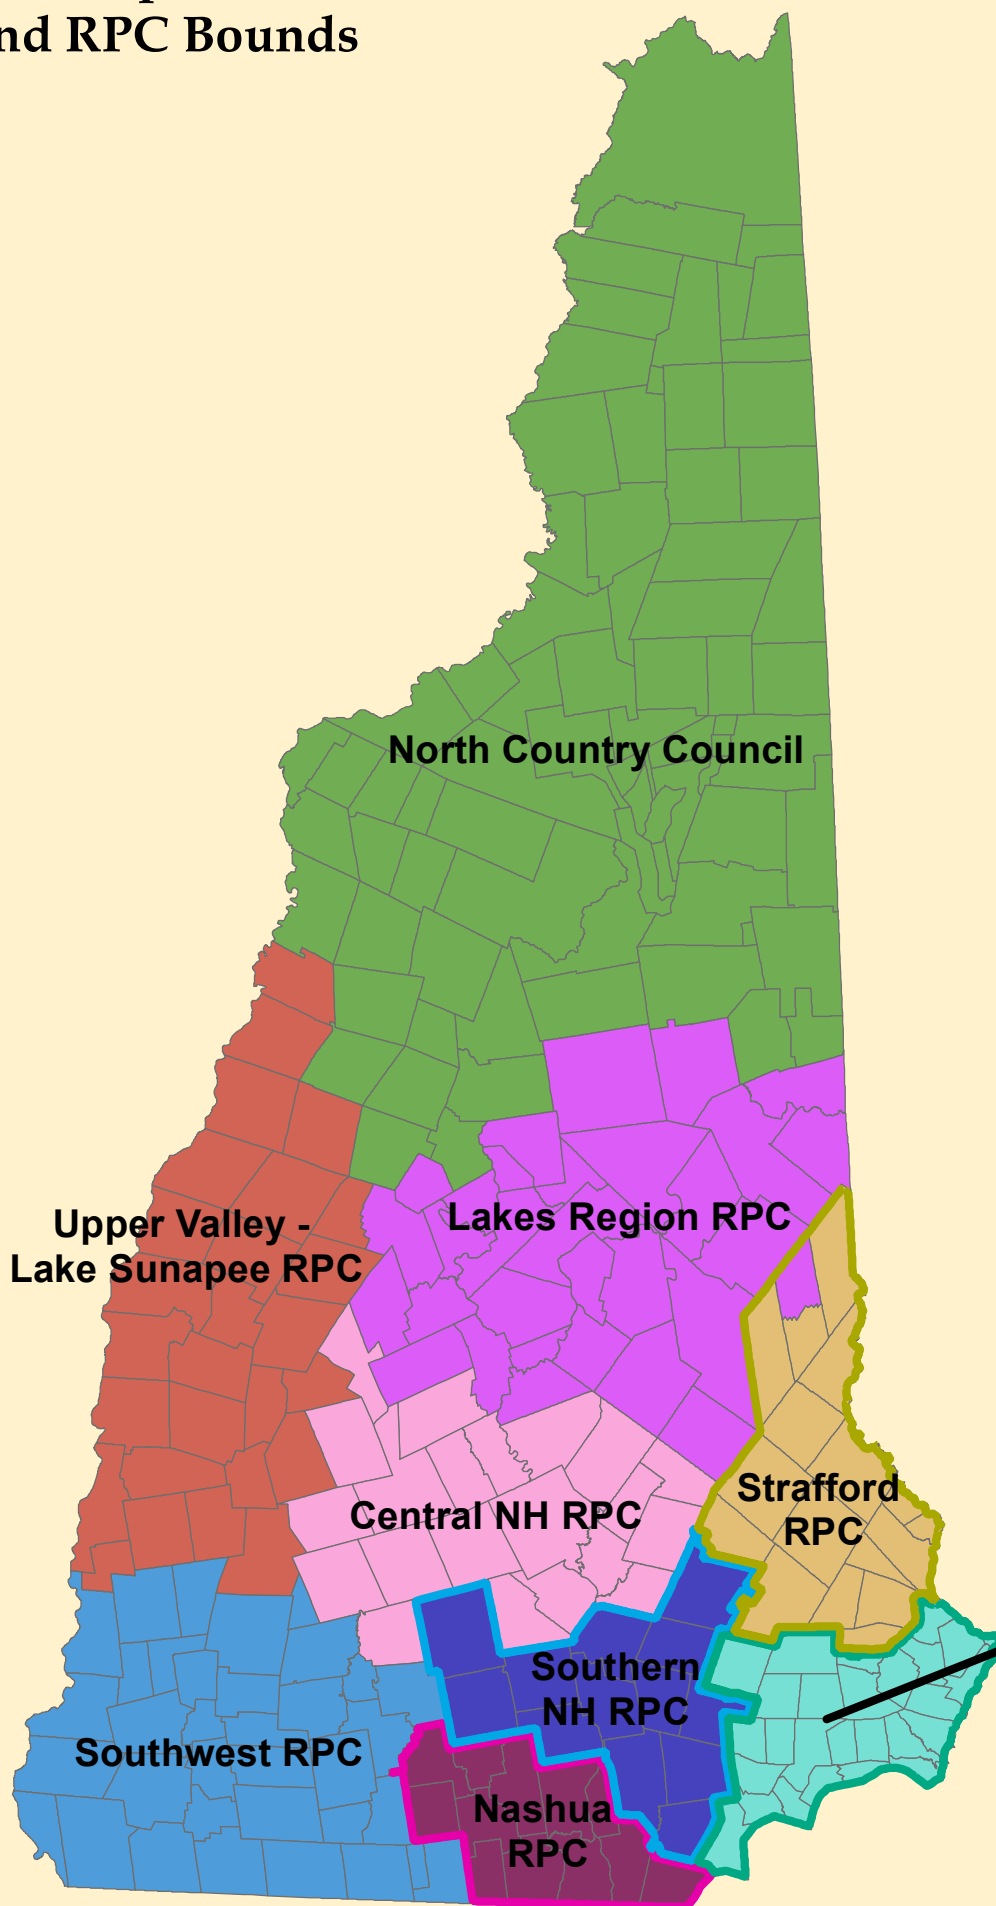 nd RPC Bounds
North Country Council
Lakes Region RPC
Upper Valley -
Lake Sunapee RPC
Strafford
RPC
Central NH RPC
Southern
NH RPC
Southwest RPC
Nashua
RPC